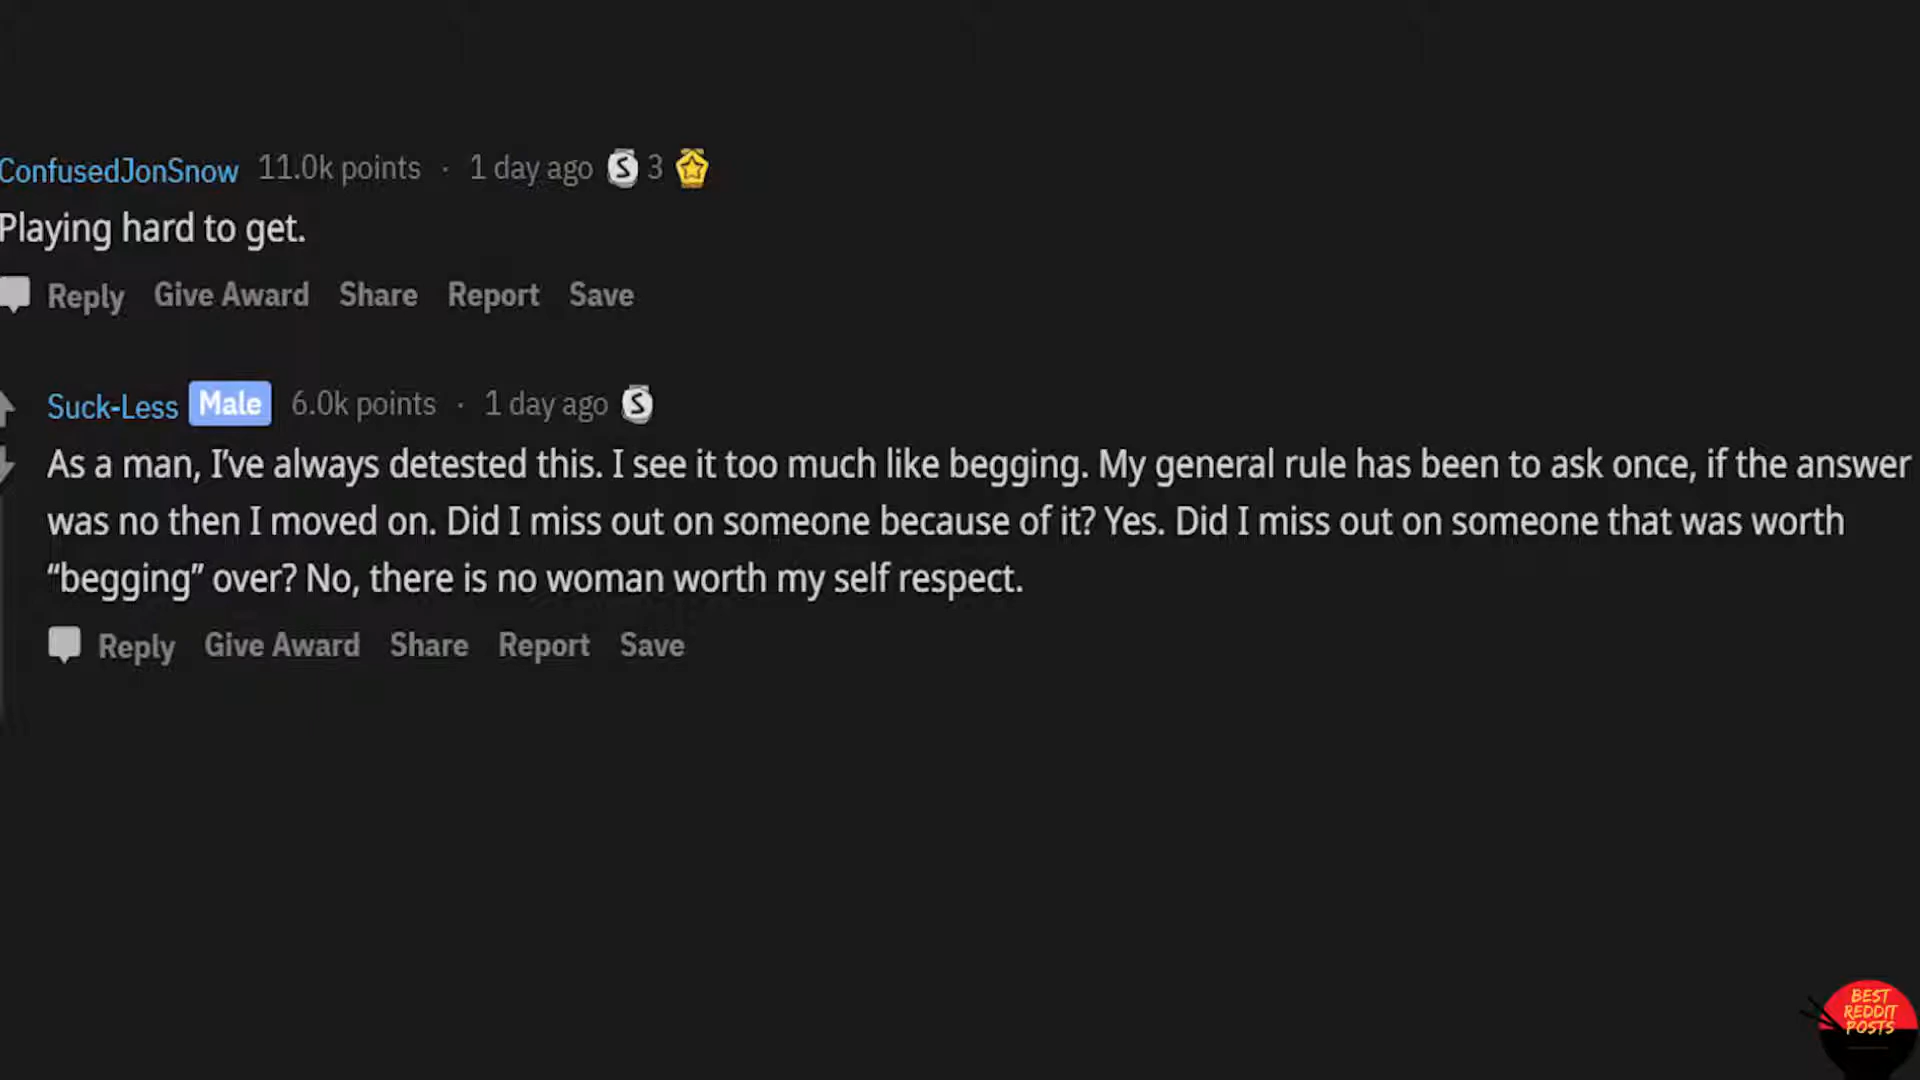 ConfusedJonSnow 11.0k points · 1 day ago S 3
Playing hard to get.
Reply Give Award Share Report Save
Suck-Less Male 6.0k points · 1 day ago S
As a man, I’ve always detested this. I see it too much like begging. My general rule has been to ask once, if the answer
was no then I moved on. Did I miss out on someone because of it? Yes. Did I miss out on someone that was worth
“begging” over? No, there is no woman worth my self respect.
Reply Give Award Share Report Save
BEST
REDDIT
POSTS